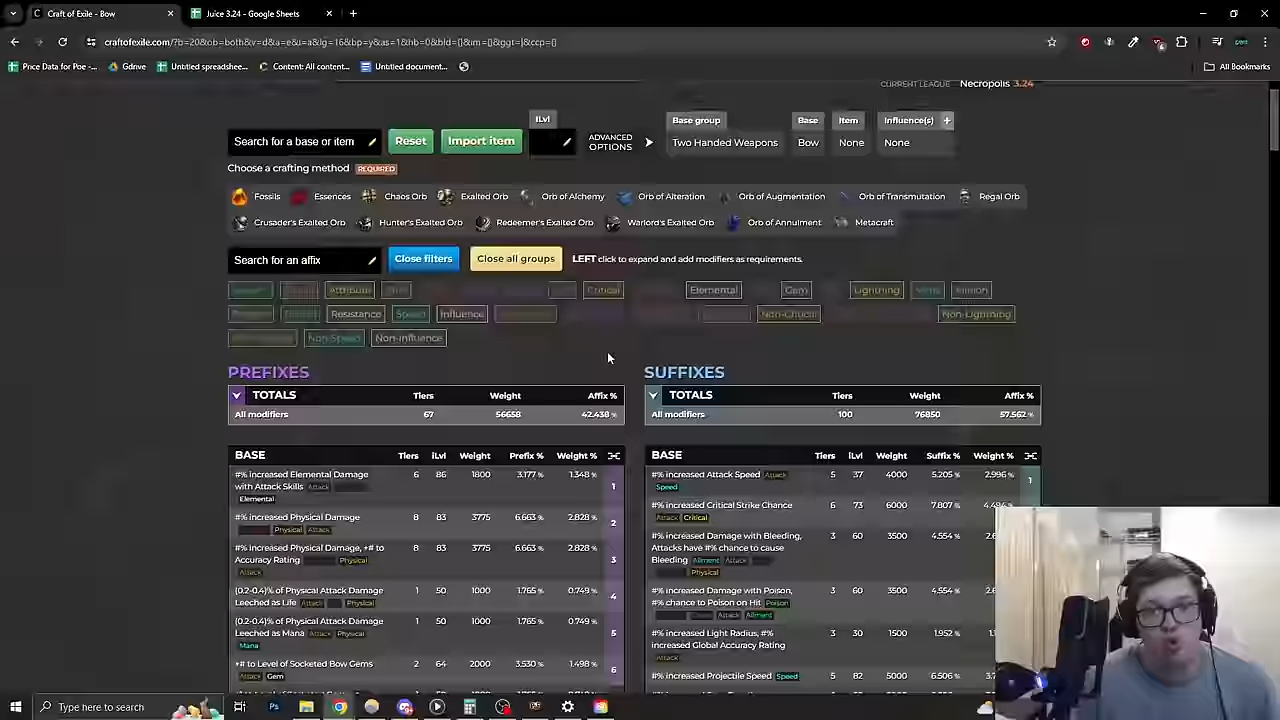 Craft of Exile - Bow
Juice 3.24 - Google Sheets
craftofexile.com/?b=20&ob=both&v=d&a=e&l=a&lg=16&bp=y&as=1&hb=0&bld={}&im={}&ggt=|&ccp={}
Price Data for Poe -...
Gdrive
Untitled spreadshee...
Content: All content...
Untitled document...
All Bookmarks
CURRENT LEAGUE Necropolis 3.24
iLvl
Search for a base or item
Reset
Import item
ADVANCED OPTIONS
Base group
Two Handed Weapons
Base
Bow
Item
None
Influence(s) +
None
Choose a crafting method REQUIRED
Fossils Essences Chaos Orb Exalted Orb Orb of Alchemy Orb of Alteration Orb of Augmentation Orb of Transmutation Regal Orb
Crusader's Exalted Orb Hunter's Exalted Orb Redeemer's Exalted Orb Warlord's Exalted Orb Orb of Annulment Metacraft
Search for an affix
Close filters
Close all groups
LEFT click to expand and add modifiers as requirements.
Attribute Critical Elemental Gem Lightning Minion
Resistance Speed Influence Non-Critical Non-Lightning
Non-Speed Non-Influence
PREFIXES
TOTALS Tiers Weight Affix %
All modifiers 67 56658 42.438 %
BASE Tiers iLvl Weight Prefix % Weight %
#% increased Elemental Damage with Attack Skills Attack Elemental 6 86 1800 3.177 % 1.348 % 1
#% increased Physical Damage Physical Attack 8 83 3775 6.663 % 2.828 % 2
#% increased Physical Damage, +# to Accuracy Rating Physical Attack 8 83 3775 6.663 % 2.828 % 3
(0.2-0.4)% of Physical Attack Damage Leeched as Life Attack Physical 1 50 1000 1.765 % 0.749 % 4
(0.2-0.4)% of Physical Attack Damage Leeched as Mana Attack Physical Mana 1 50 1000 1.765 % 0.749 % 5
+# to Level of Socketed Bow Gems Attack Gem 2 64 2000 3.530 % 1.498 % 6
SUFFIXES
TOTALS Tiers Weight Affix %
All modifiers 100 76850 57.562 %
BASE Tiers iLvl Weight Suffix % Weight %
#% increased Attack Speed Attack Speed 5 37 4000 5.205 % 2.996 % 1
#% increased Critical Strike Chance Attack Critical 6 73 6000 7.807 %
#% increased Damage with Bleeding, Attacks have #% chance to cause Bleeding Ailment Attack Physical 3 60 3500 4.554 %
#% increased Damage with Poison, #% chance to Poison on Hit Poison Attack Ailment 3 60 3500 4.554 %
#% increased Light Radius, #% increased Global Accuracy Rating Attack 3 30 1500 1.952 %
#% increased Projectile Speed Speed 5 82 5000 6.506 %
Type here to search